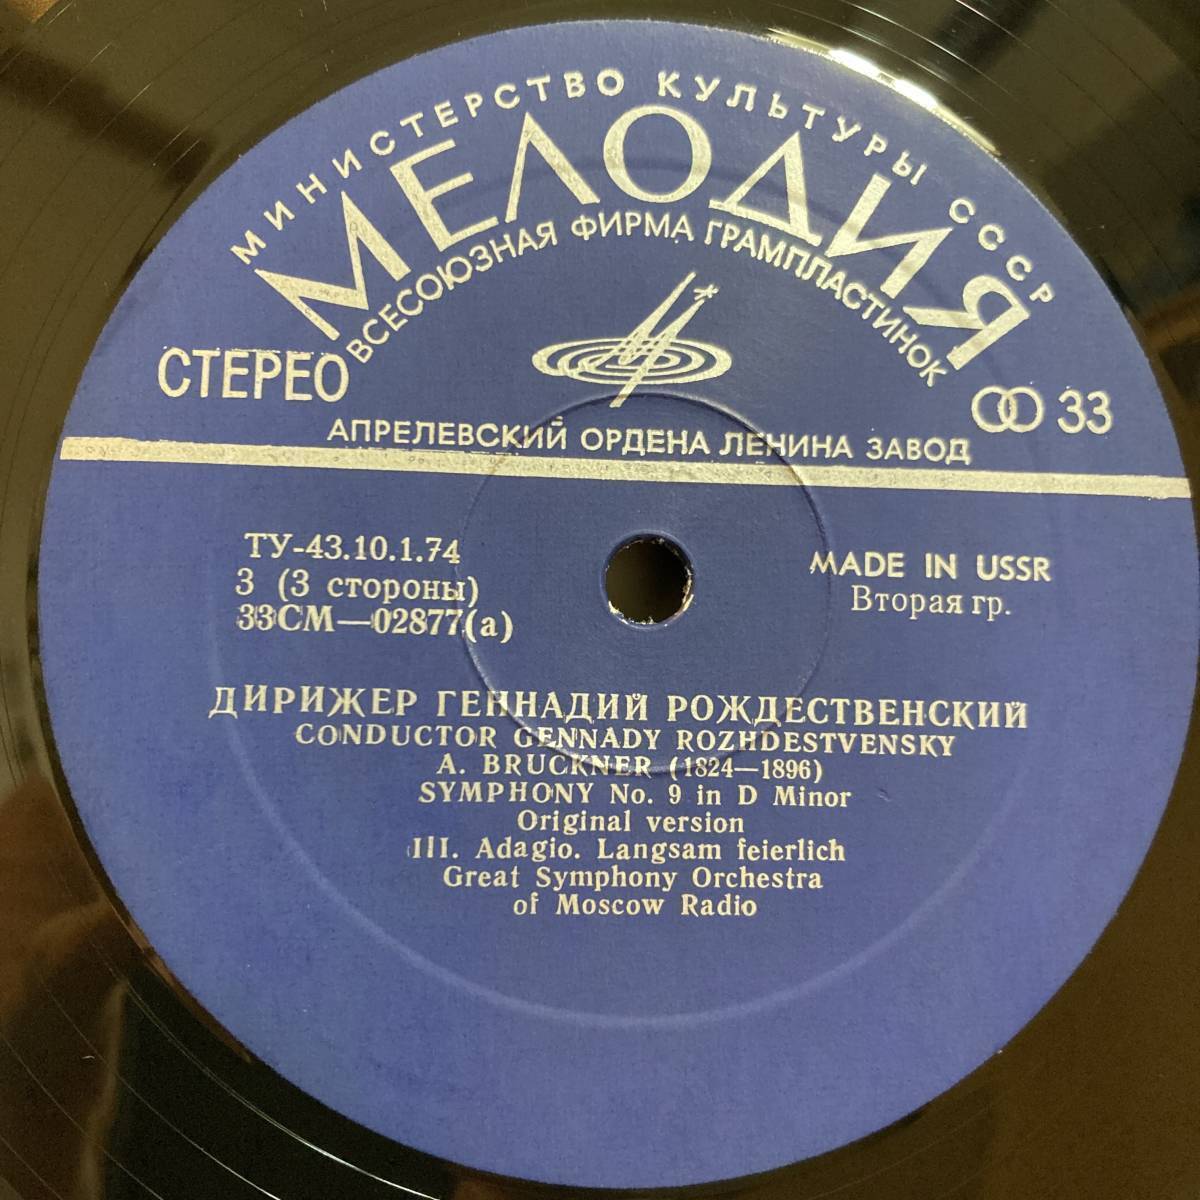 МИНИСТЕРСТВО КУЛЬТУРЫ СССР
МЕЛОДИЯ
ВСЕСОЮЗНАЯ ФИРМА ГРАМПЛАСТИНОК
СТЕРЕО
33
АПРЕЛЕВСКИЙ ОРДЕНА ЛЕНИНА ЗАВОД
ТУ-43.10.1.74
3 (3 стороны)
33СМ—02877(а)
MADE IN USSR
Вторая гр.
ДИРИЖЕР ГЕННАДИЙ РОЖДЕСТВЕНСКИЙ
CONDUCTOR GENNADY ROZHDESTVENSKY
A. BRUCKNER (1824—1896)
SYMPHONY No. 9 in D Minor
Original version
III. Adagio. Langsam feierlich
Great Symphony Orchestra
of Moscow Radio